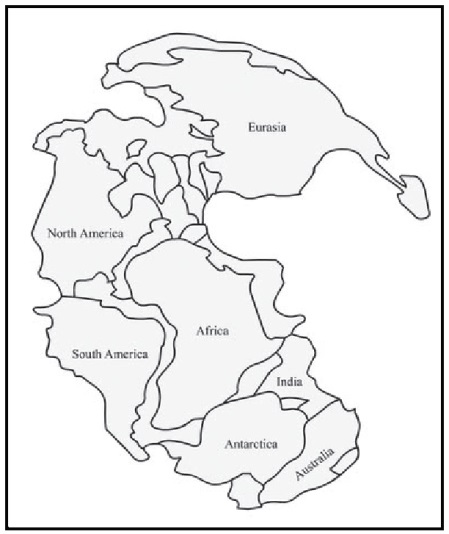 Eurasia
North America
Africa
South America
India
Antarctica
Australia